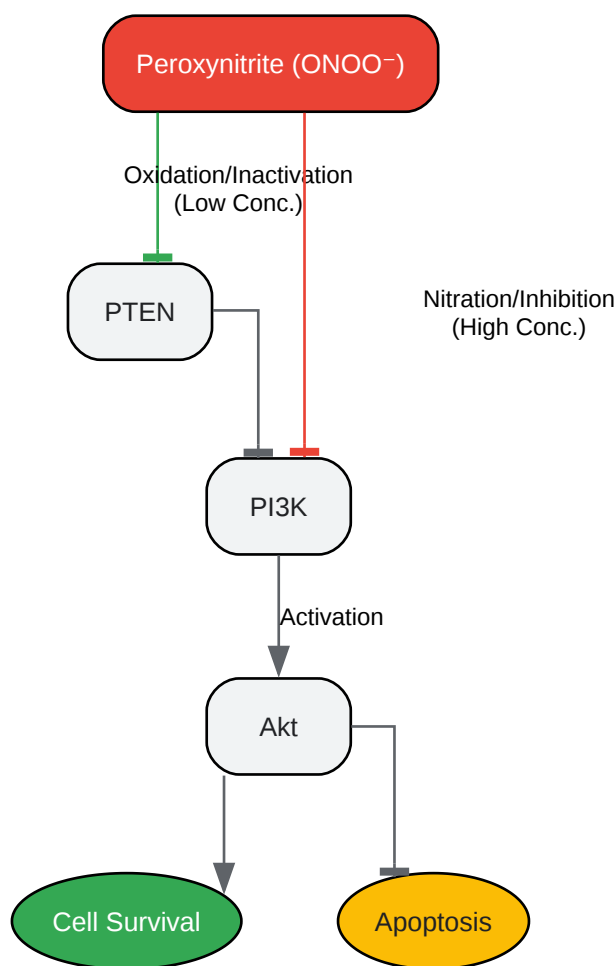 Peroxynitrite (ONOO⁻)
Oxidation/Inactivation
(Low Conc.)
PTEN
Nitration/Inhibition
(High Conc.)
PI3K
Activation
Akt
Cell Survival
Apoptosis